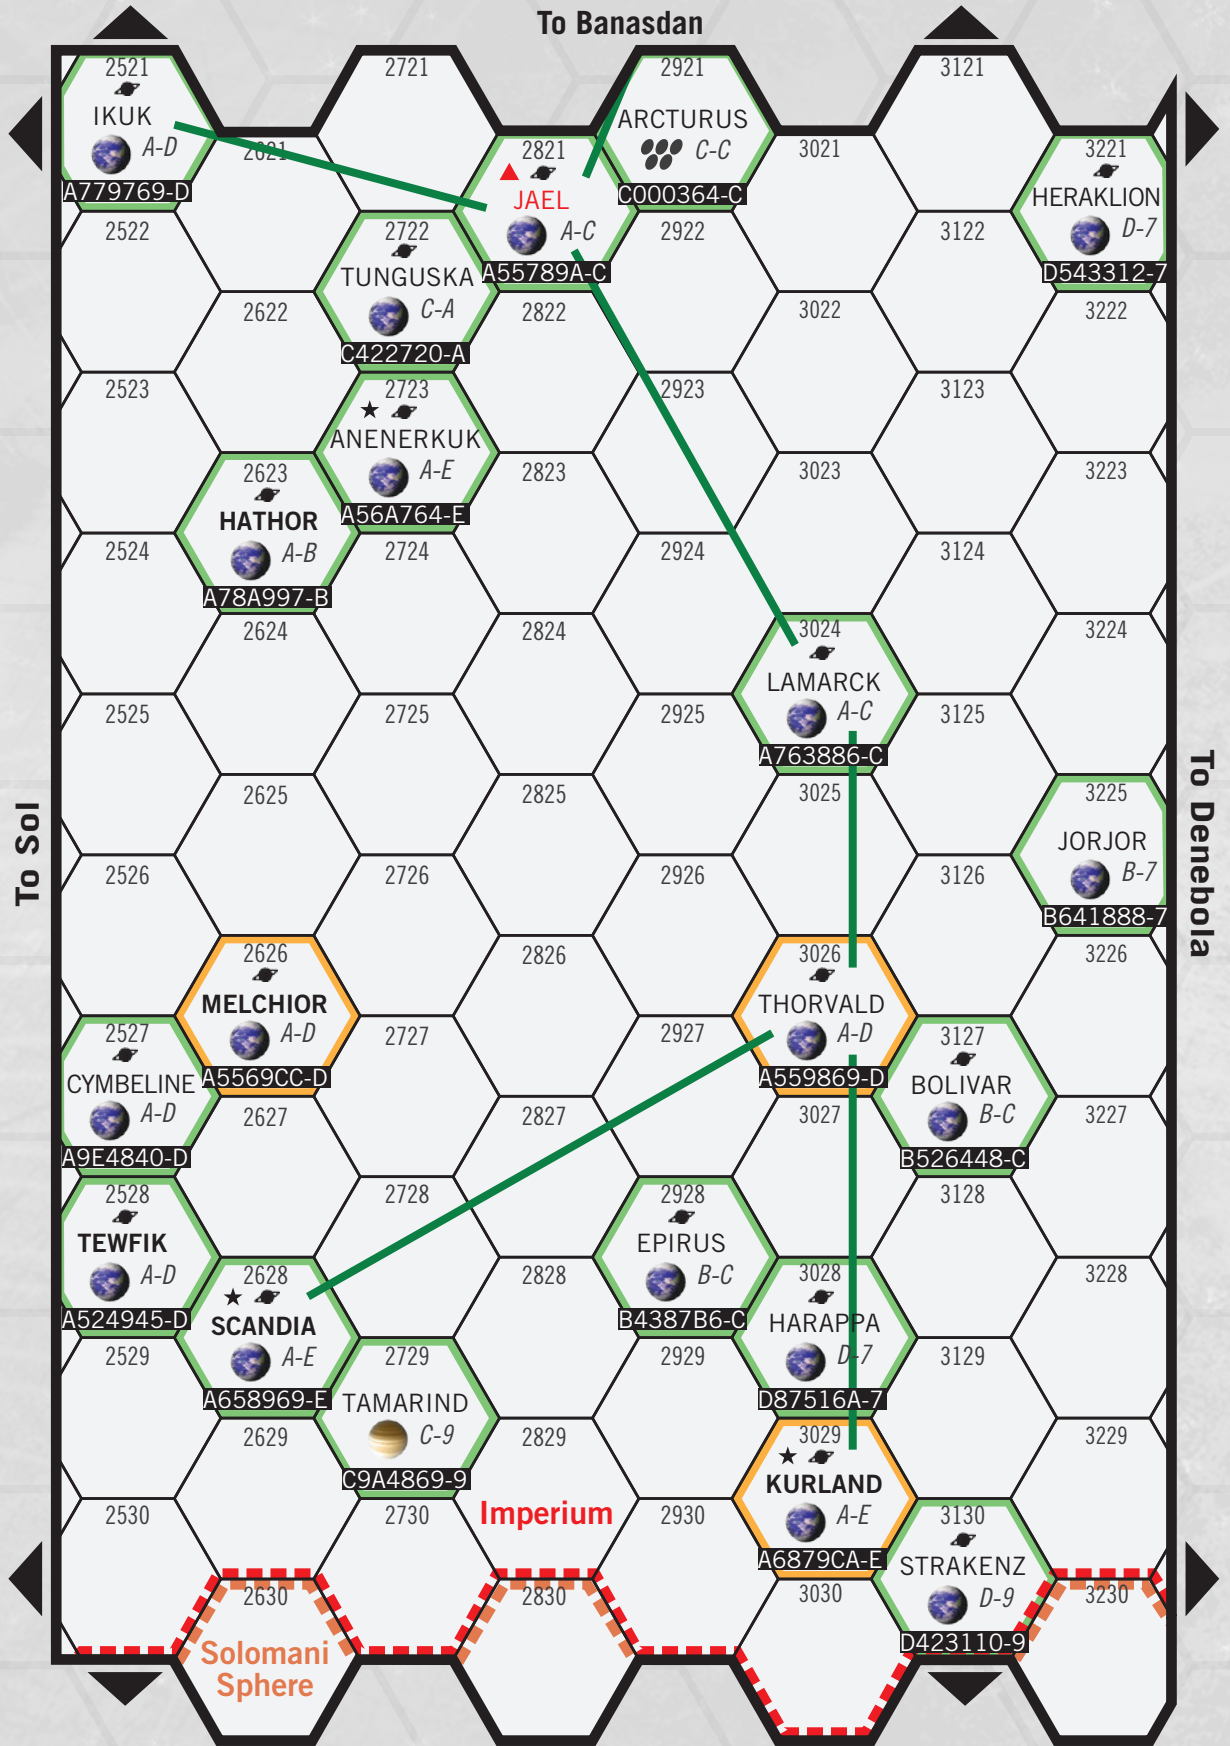 To Banasdan
2521
IKUK
A-D
A779769-D
2721
2921
ARCTURUS
C-C
C000364-C
3121
2621
2821
JAEL
A-C
A55789A-C
3021
3221
HERAKLION
D-7
D543312-7
2522
2722
TUNGUSKA
C-A
C422720-A
2922
3122
2622
2822
3022
3222
2523
2723
ANENERKUK
A-E
A56A764-E
2923
3123
2623
HATHOR
A-B
A78A997-B
2823
3023
3223
2524
2724
2924
3124
2624
2824
3024
LAMARCK
A-C
A763886-C
3224
2525
2725
2925
3125
2625
2825
3025
3225
JORJOR
B-7
B641888-7
To Sol
To Denebola
2526
2726
2926
3126
2626
MELCHIOR
A-D
A5569CC-D
2826
3026
THORVALD
A-D
A559869-D
3226
2527
CYMBELINE
A-D
A9E4840-D
2727
2927
3127
BOLIVAR
B-C
B526448-C
2627
2827
3027
3227
2528
TEWFIK
A-D
A524945-D
2728
2928
EPIRUS
B-C
B4387B6-C
3128
2628
SCANDIA
A-E
A658969-E
2828
3028
HARAPPA
D-7
D87516A-7
3228
2529
2729
TAMARIND
C-9
C9A4869-9
2929
3129
2629
2829
3029
KURLAND
A-E
A6879CA-E
3229
2530
2730
Imperium
2930
3130
STRAKENZ
D-9
D423110-9
2630
Solomani
Sphere
2830
3030
3230